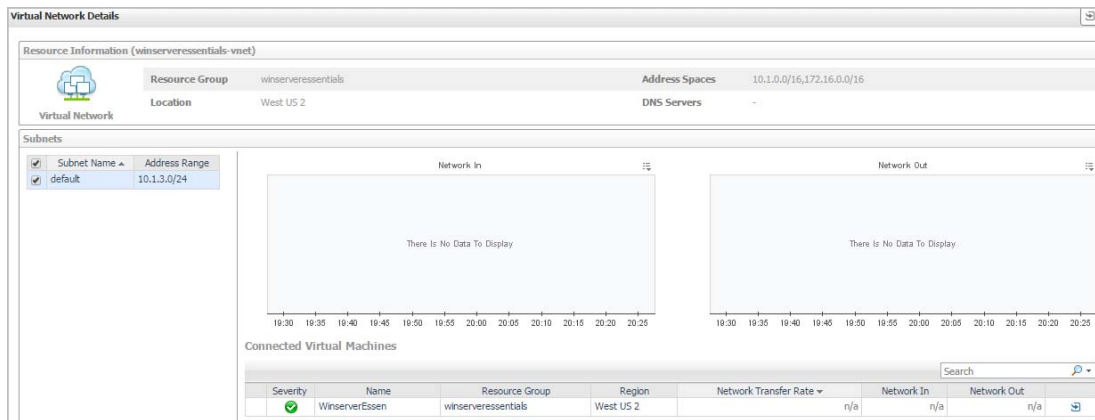 Virtual Network Details
Resource Information (winserveressentials-vnet)
Resource Group winserveressentials Address Spaces 10.1.0.0/16,172.16.0.0/16
Location West US 2 DNS Servers -
Virtual Network
Subnets
Subnet Name Address Range
default 10.1.3.0/24
Network In
There Is No Data To Display
19:30 19:35 19:40 19:45 19:50 19:55 20:00 20:05 20:10 20:15 20:20 20:25
Network Out
There Is No Data To Display
19:30 19:35 19:40 19:45 19:50 19:55 20:00 20:05 20:10 20:15 20:20 20:25
Connected Virtual Machines
Search
Severity Name Resource Group Region Network Transfer Rate Network In Network Out
WinserverEssen winserveressentials West US 2 n/a n/a n/a